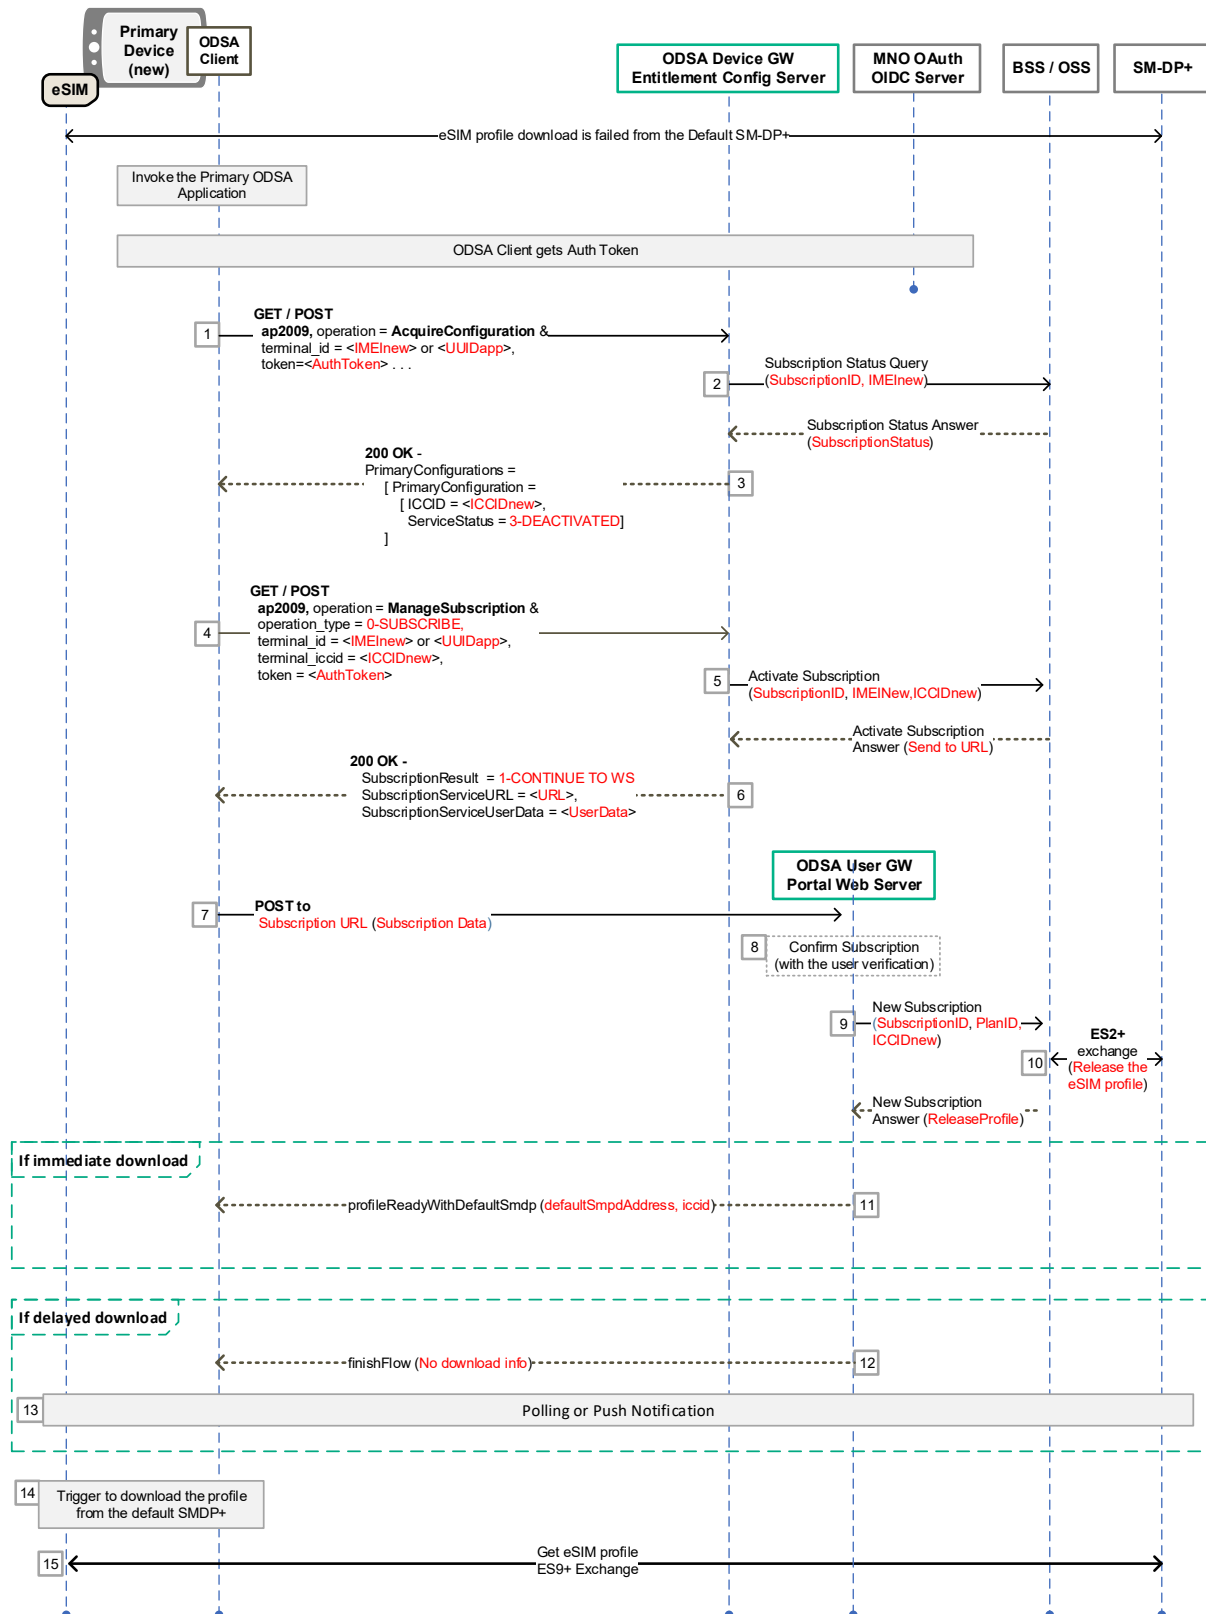 Primary
Device
(new)
ODSA
Client
eSIM
ODSA Device GW
Entitlement Config Server
MNO OAuth
OIDC Server
BSS / OSS
SM-DP+
eSIM profile download is failed from the Default SM-DP+
Invoke the Primary ODSA
Application
ODSA Client gets Auth Token
1
GET / POST
ap2009, operation = AcquireConfiguration &
terminal_id = <IMEInew> or <UUIDapp>,
token=<AuthToken> . . .
2
Subscription Status Query
(SubscriptionID, IMEInew)
Subscription Status Answer
(SubscriptionStatus)
3
200 OK -
PrimaryConfigurations =
[ PrimaryConfiguration =
[ ICCID = <ICCIDnew>,
ServiceStatus = 3-DEACTIVATED]
]
4
GET / POST
ap2009, operation = ManageSubscription &
operation_type = 0-SUBSCRIBE,
terminal_id = <IMEInew> or <UUIDapp>,
terminal_iccid = <ICCIDnew>,
token = <AuthToken>
5
Activate Subscription
(SubscriptionID, IMEINew,ICCIDnew)
Activate Subscription
Answer (Send to URL)
6
200 OK -
SubscriptionResult = 1-CONTINUE TO WS
SubscriptionServiceURL = <URL>,
SubscriptionServiceUserData = <UserData>
ODSA User GW
Portal Web Server
7
POST to
Subscription URL (Subscription Data)
8
Confirm Subscription
(with the user verification)
9
New Subscription
(SubscriptionID, PlanID,
ICCIDnew)
10
ES2+
exchange
(Release the
eSIM profile)
New Subscription
Answer (ReleaseProfile)
If immediate download
profileReadyWithDefaultSmdp (defaultSmpdAddress, iccid)
11
If delayed download
finishFlow (No download info)
12
13
Polling or Push Notification
14
Trigger to download the profile
from the default SMDP+
15
Get eSIM profile
ES9+ Exchange